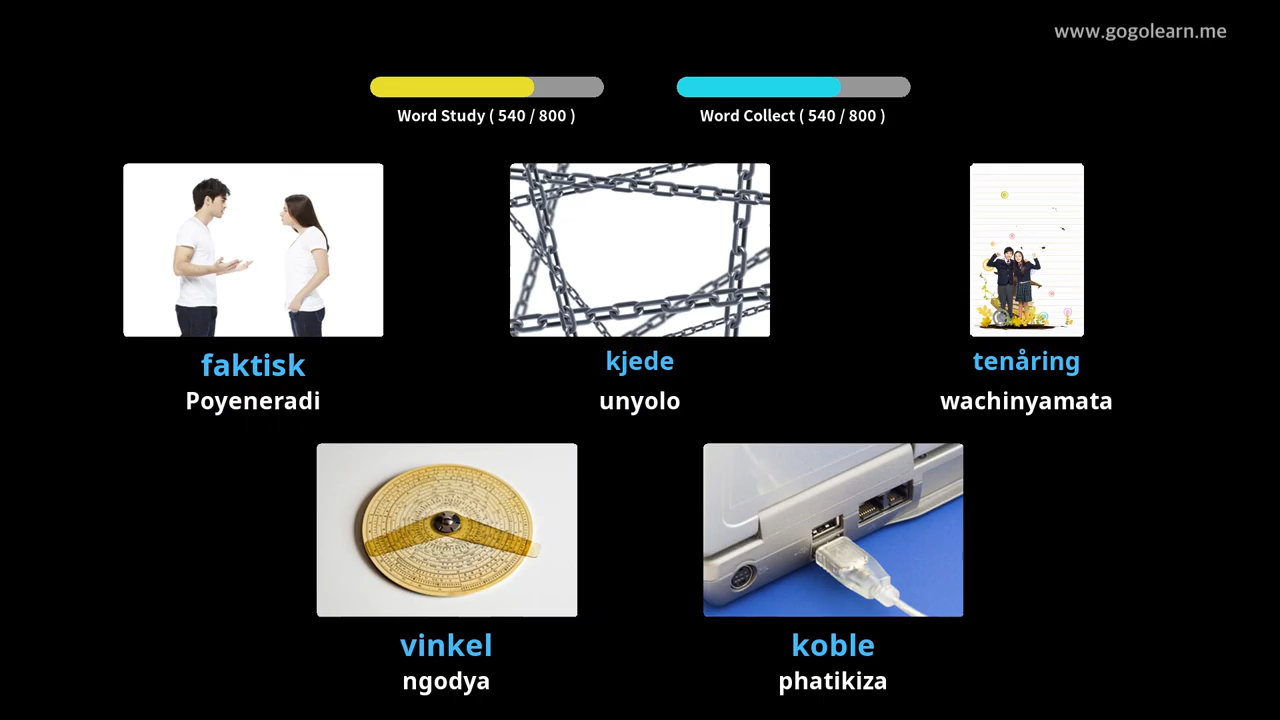 www.gogolearn.me
Word Study ( 540 / 800 )
Word Collect ( 540 / 800 )
faktisk
Poyeneradi
kjede
unyolo
tenåring
wachinyamata
vinkel
ngodya
koble
phatikiza